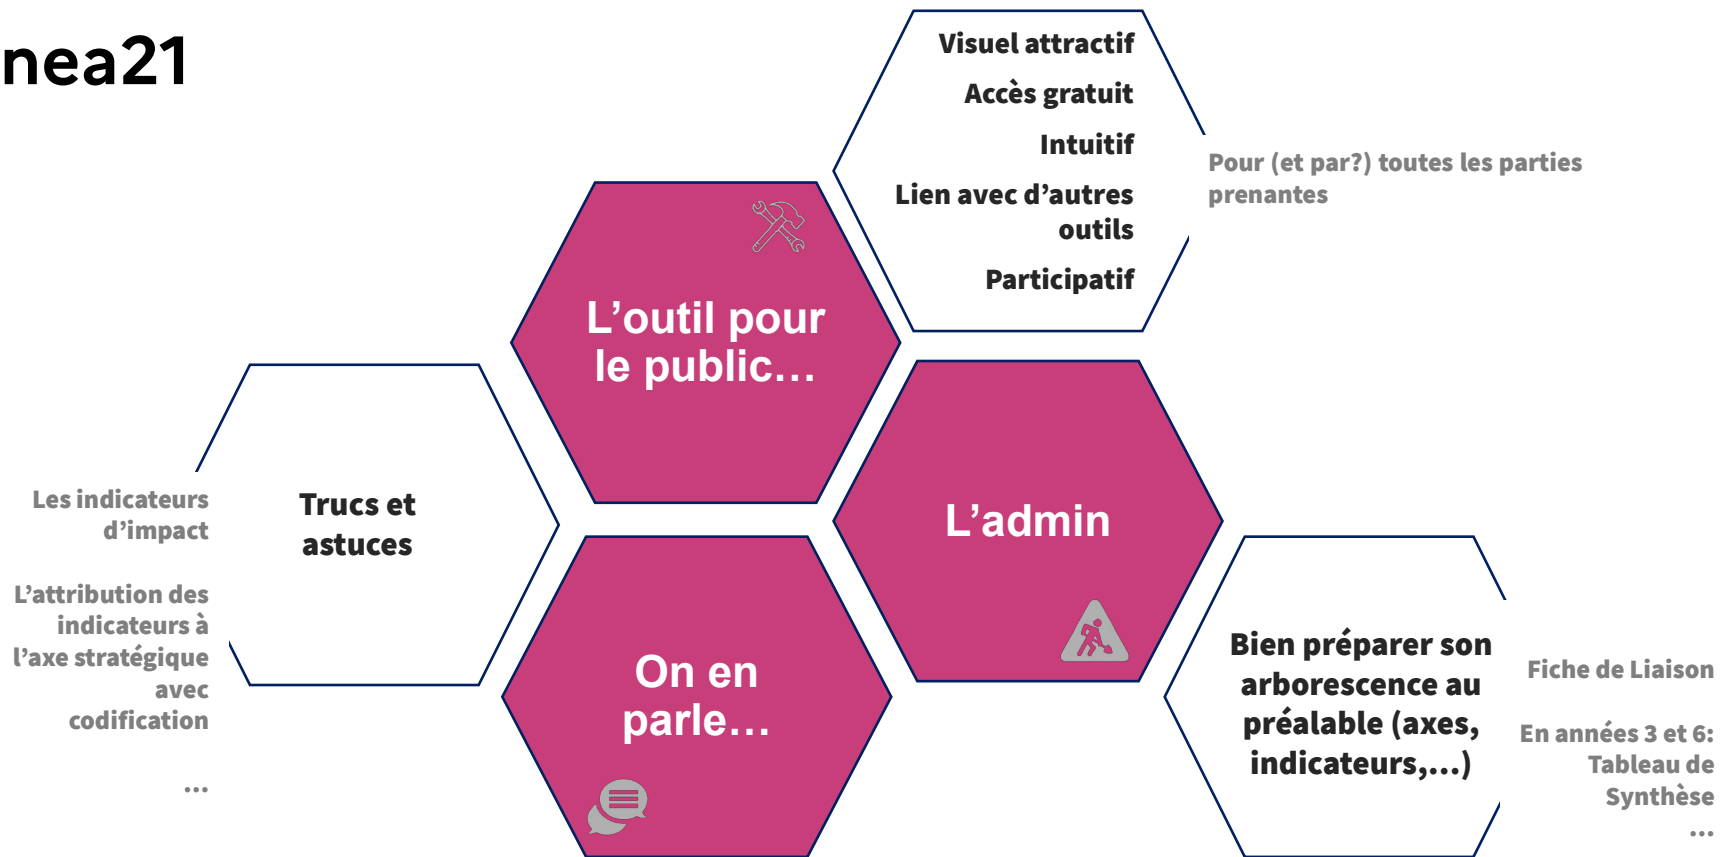 nea21
Visuel attractif
Accès gratuit
Intuitif
Lien avec d’autres
outils
Participatif
Pour (et par?) toutes les parties
prenantes
L’outil pour
le public…
Les indicateurs
d’impact
L’attribution des
indicateurs à
l’axe stratégique
avec
codification
…
Trucs et
astuces
L’admin
On en
parle…
Bien préparer son
arborescence au
préalable (axes,
indicateurs,…)
Fiche de Liaison
En années 3 et 6:
Tableau de
Synthèse
…